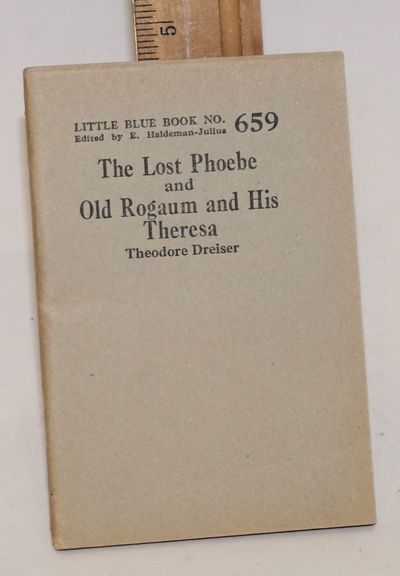 5
LITTLE BLUE BOOK NO. 659
Edited by E. Haldeman-Julius
The Lost Phoebe
and
Old Rogaum and His
Theresa
Theodore Dreiser